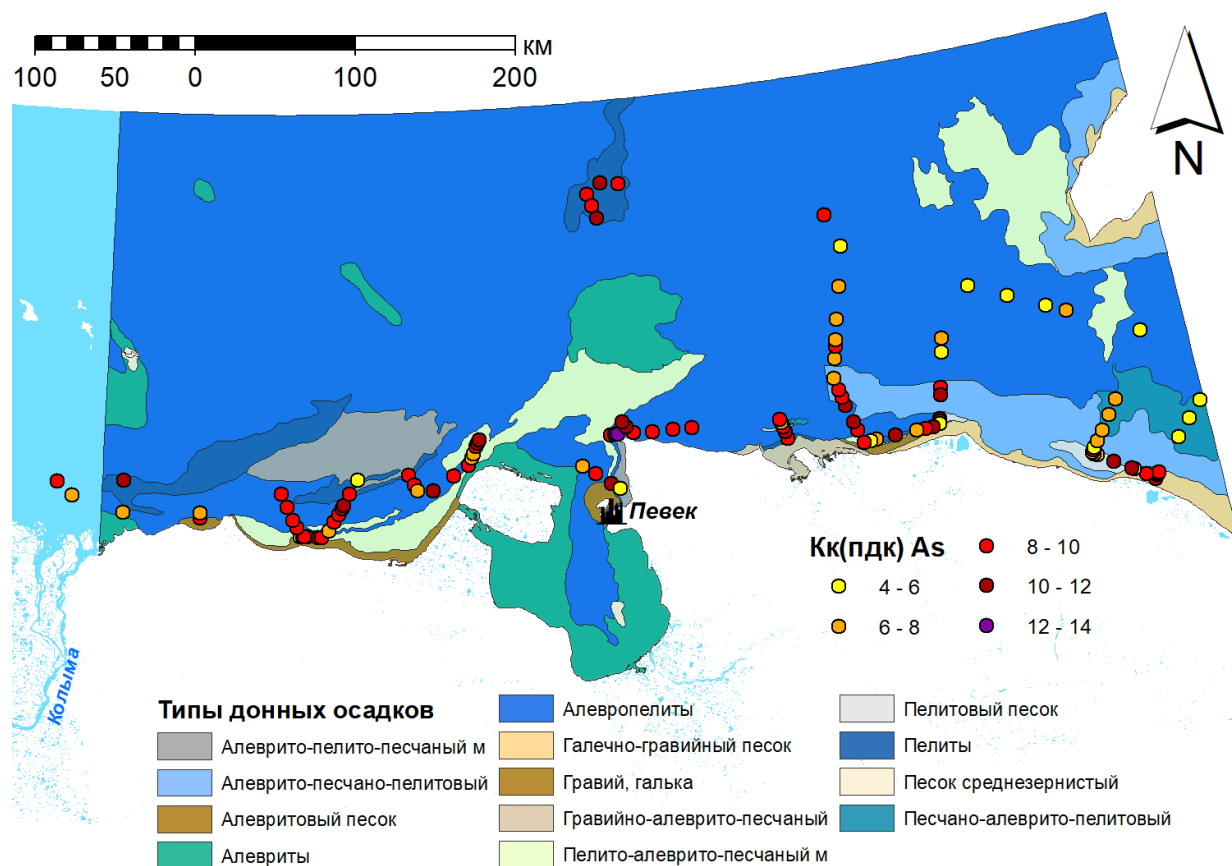 км
100 50 0 100 200
N
Певек
Колыма
Кк(пдк) As
4 - 6
6 - 8
8 - 10
10 - 12
12 - 14
Типы донных осадков
Алеврито-пелито-песчаный м
Алеврито-песчано-пелитовый
Алевритовый песок
Алевриты
Алевропелиты
Галечно-гравийный песок
Гравий, галька
Гравийно-алеврито-песчаный
Пелито-алеврито-песчаный м
Пелитовый песок
Пелиты
Песок среднезернистый
Песчано-алеврито-пелитовый